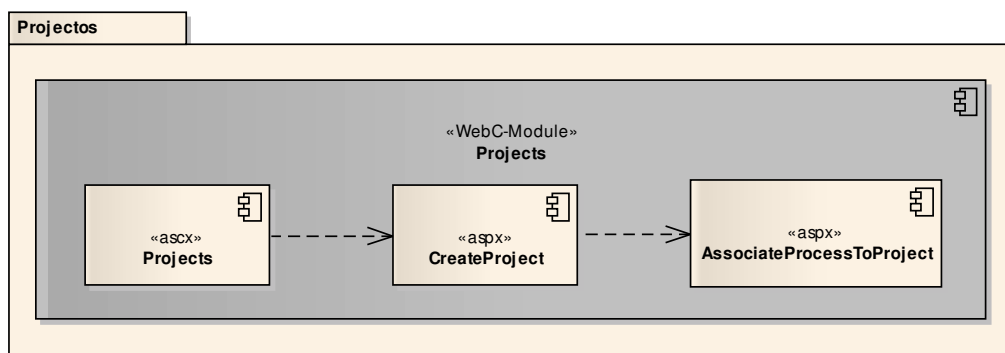 Projectos
«WebC-Module»
Projects
«ascx»
Projects
«aspx»
CreateProject
«aspx»
AssociateProcessToProject